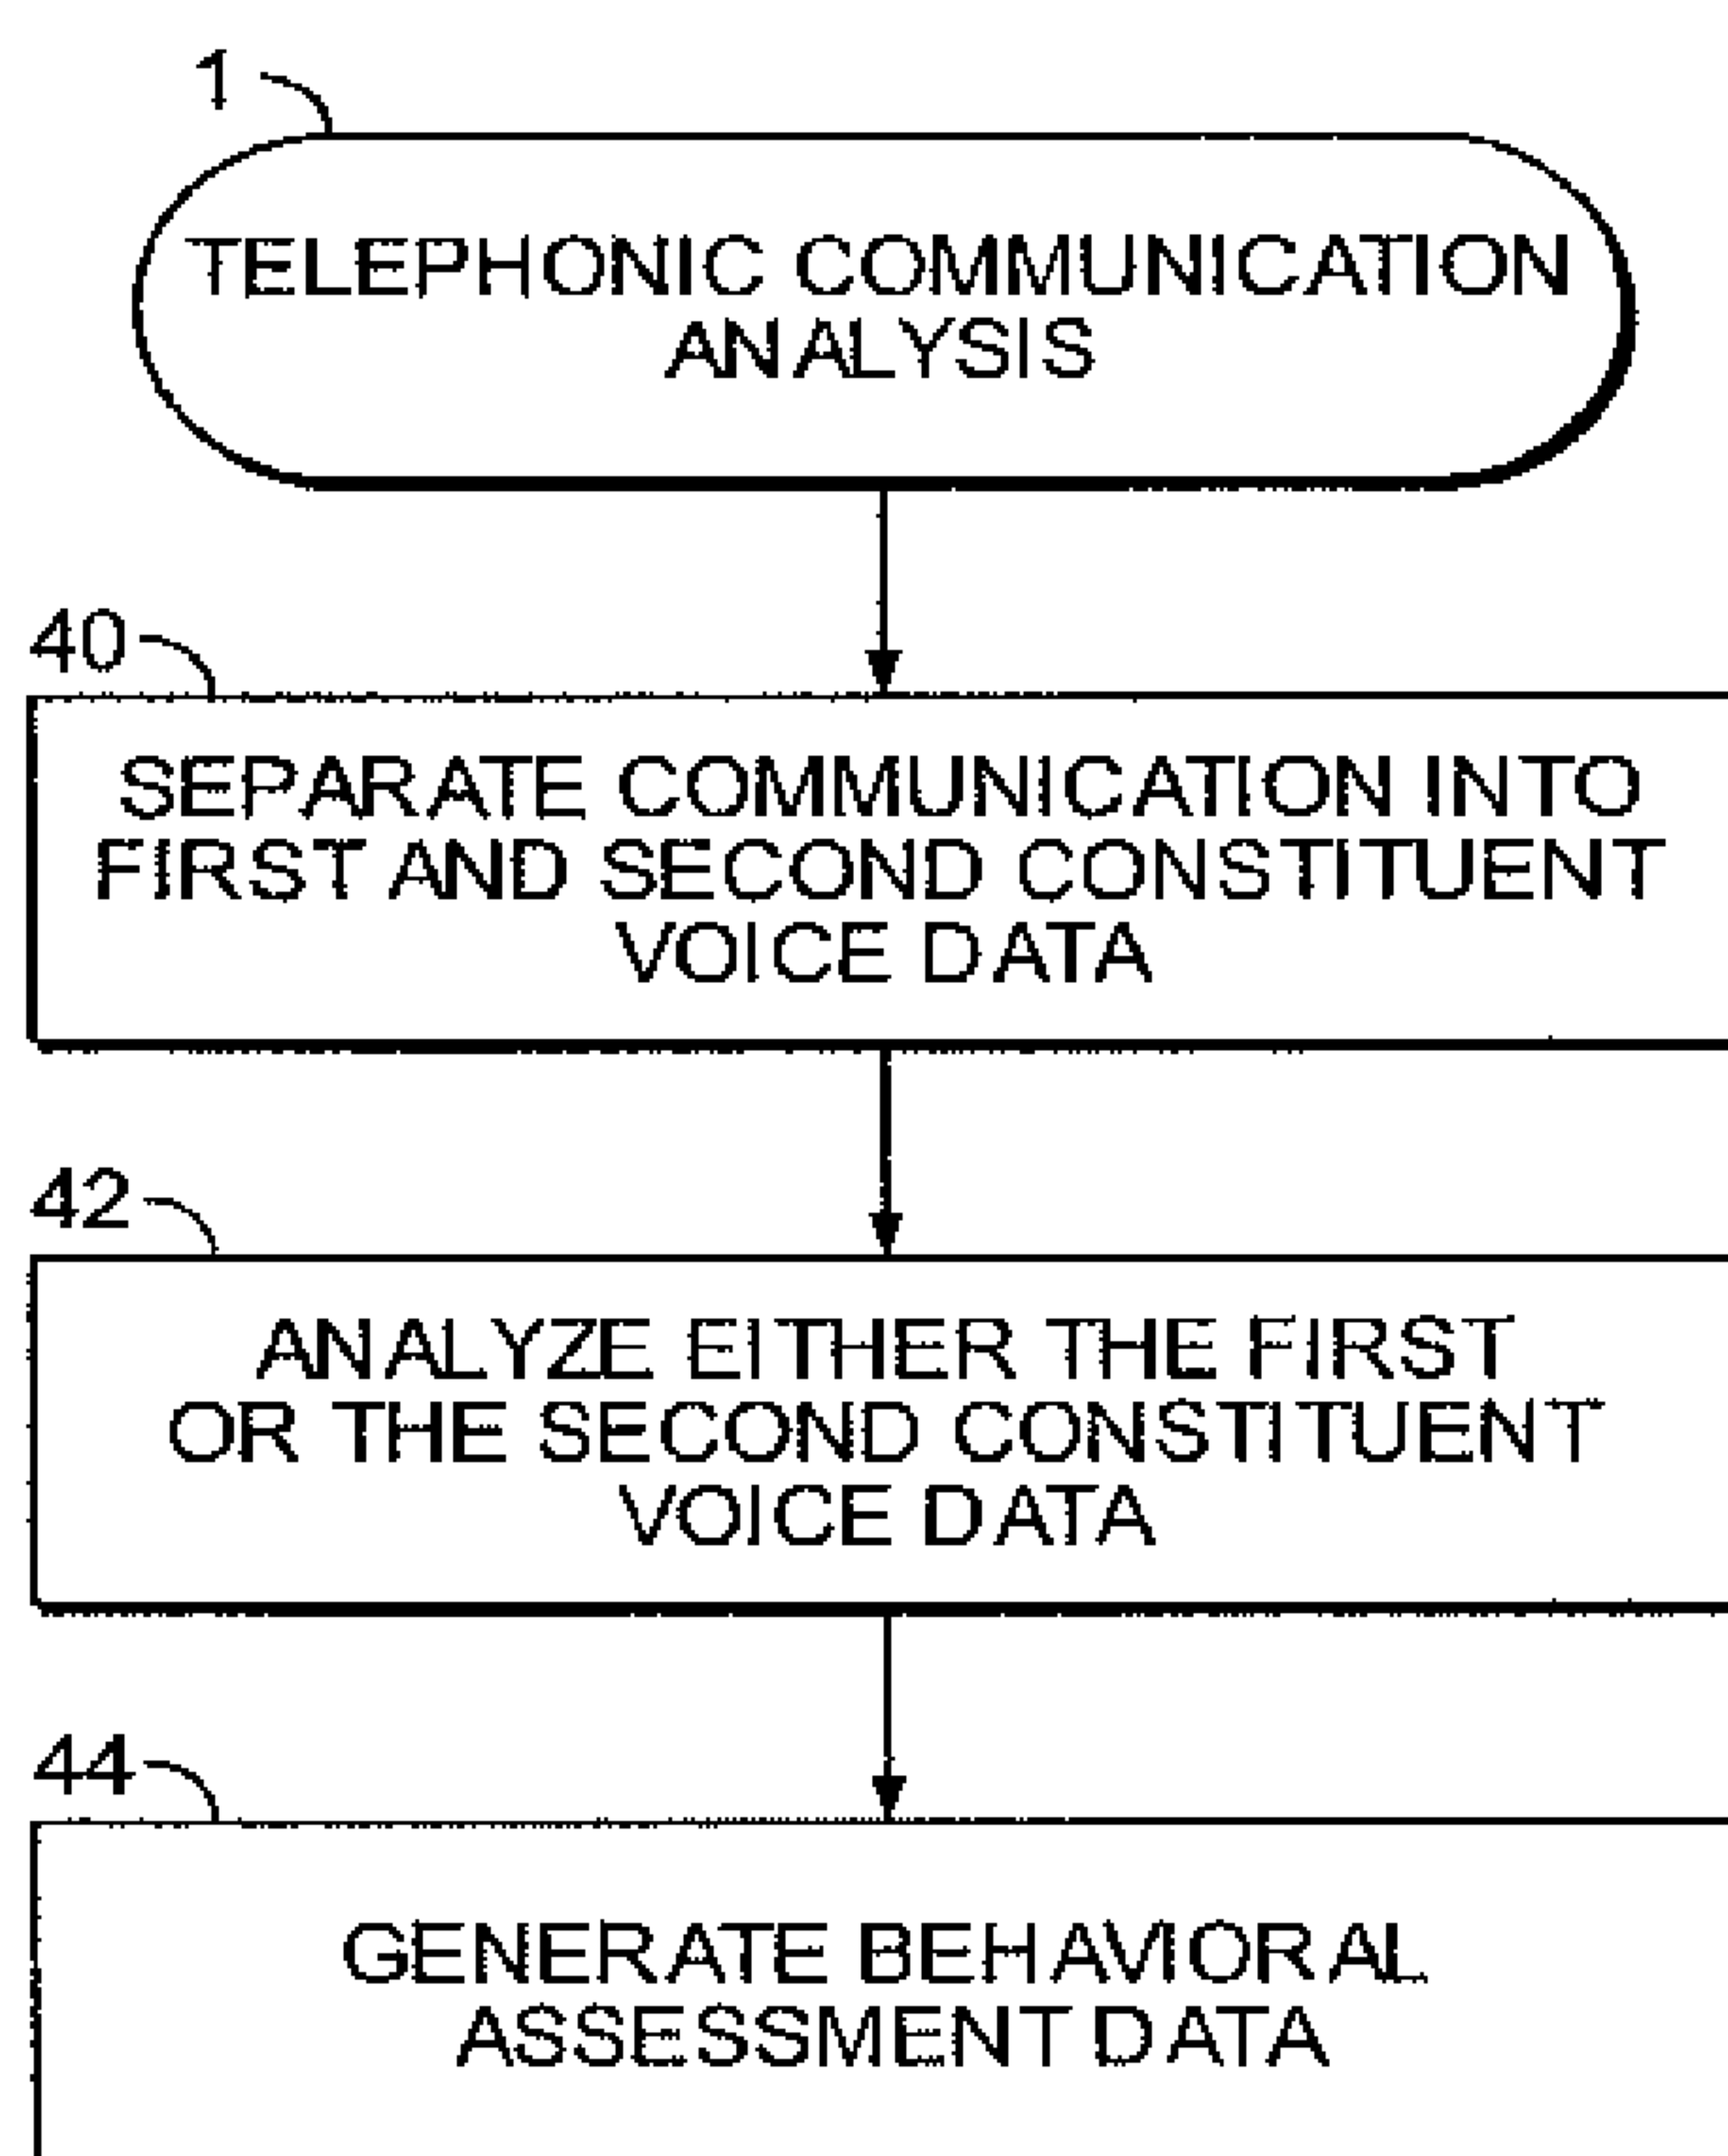 1
TELEPHONIC COMMUNICATION
ANALYSIS
40
SEPARATE COMMUNICATION INTO
FIRST AND SECOND CONSTITUENT
VOICE DATA
42
ANALYZE EITHER THE FIRST
OR THE SECOND CONSTITUENT
VOICE DATA
44
GENERATE BEHAVIORAL
ASSESSMENT DATA